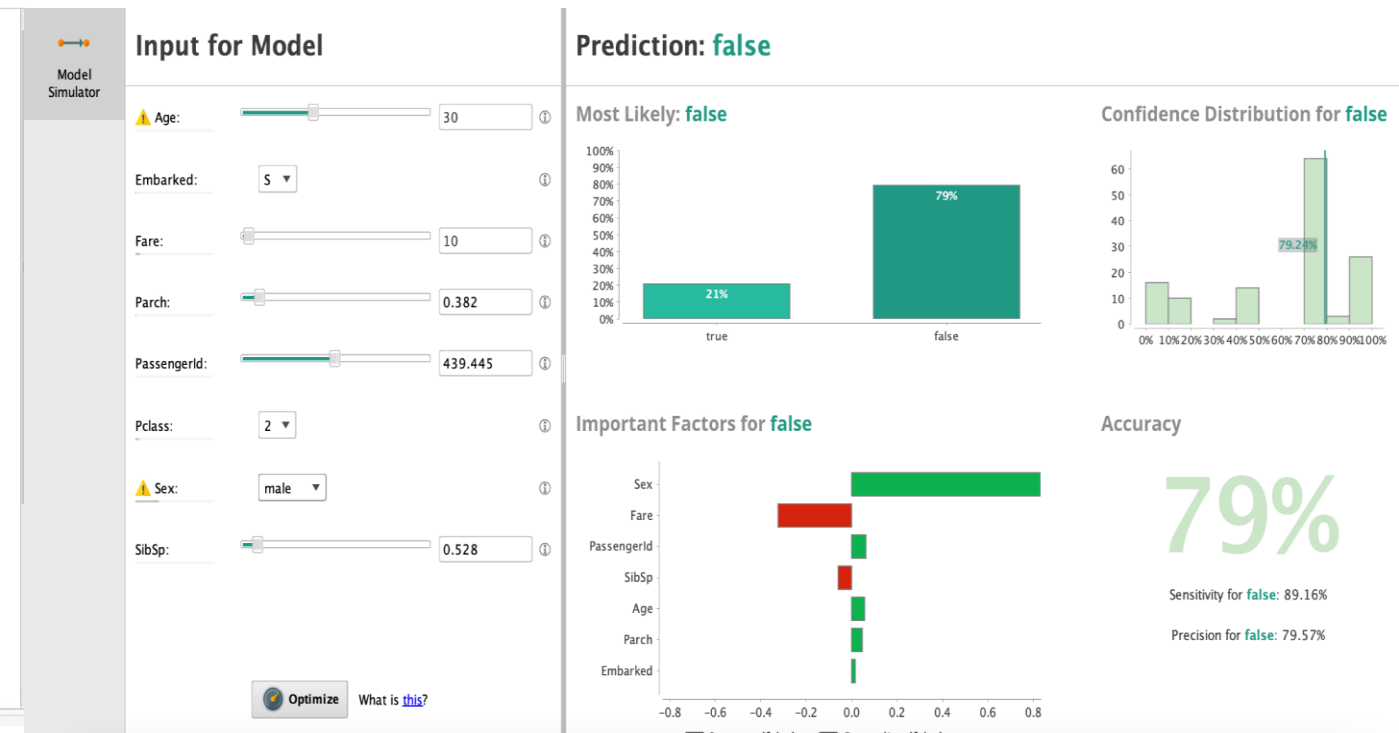 Model
Simulator
Input for Model
Age:
30
Embarked:
S
Fare:
10
Parch:
0.382
PassengerId:
439.445
Pclass:
2
Sex:
male
SibSp:
0.528
Optimize
What is this?
Prediction: false
Most Likely: false
100%
90%
80%
70%
60%
50%
40%
30%
20%
10%
0%
79%
21%
true
false
Confidence Distribution for false
60
50
40
30
20
10
0
79.24%
0% 10% 20% 30% 40% 50% 60% 70% 80% 90% 100%
Important Factors for false
Sex
Fare
PassengerId
SibSp
Age
Parch
Embarked
-0.8 -0.6 -0.4 -0.2 0.0 0.2 0.4 0.6 0.8
Accuracy
79%
Sensitivity for false: 89.16%
Precision for false: 79.57%